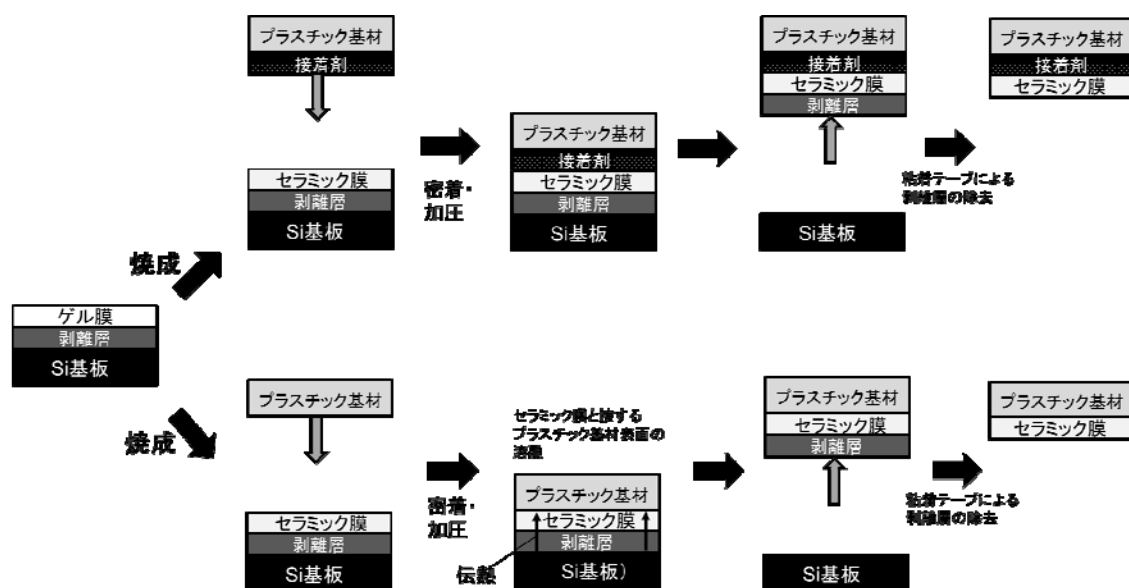 プラスチック基材
接着剤
セラミック膜
剥離層
Si基板
密着・
加圧
プラスチック基材
接着剤
セラミック膜
剥離層
Si基板
プラスチック基材
接着剤
セラミック膜
剥離層
Si基板
粘着テープによる
剥離層の除去
プラスチック基材
接着剤
セラミック膜
焼成
ゲル膜
剥離層
Si基板
焼成
プラスチック基材
セラミック膜
剥離層
Si基板
密着・
加圧
セラミック膜と接する
プラスチック基材表面の
溶融
プラスチック基材
セラミック膜
剥離層
Si基板）
伝熱
プラスチック基材
セラミック膜
剥離層
Si基板
粘着テープによる
剥離層の除去
プラスチック基材
セラミック膜